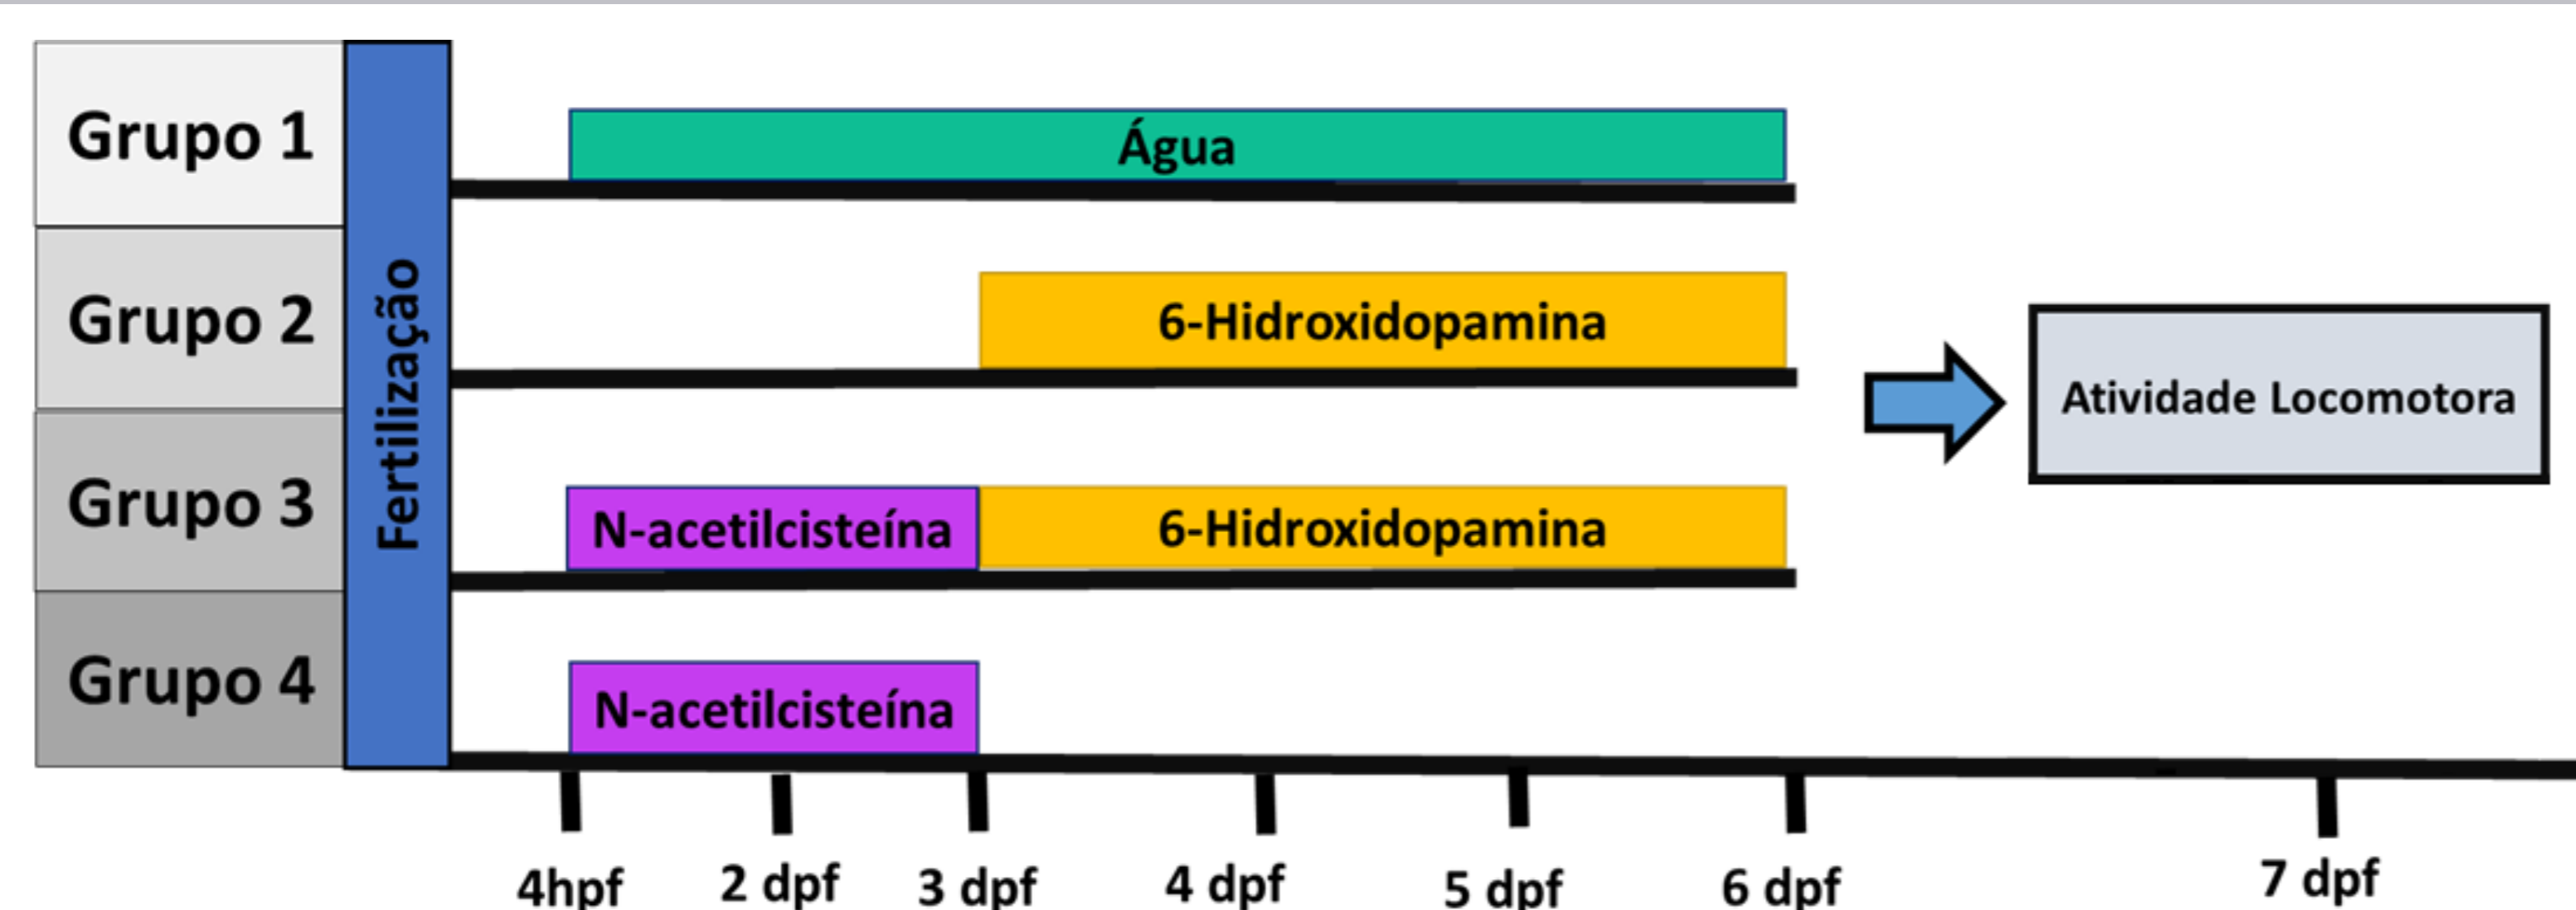 Grupo 1
Grupo 2
Grupo 3
Grupo 4
Fertilização
Água
6-Hidroxidopamina
N-acetilcisteína
6-Hidroxidopamina
N-acetilcisteína
Atividade Locomotora
4hpf
2 dpf
3 dpf
4 dpf
5 dpf
6 dpf
7 dpf